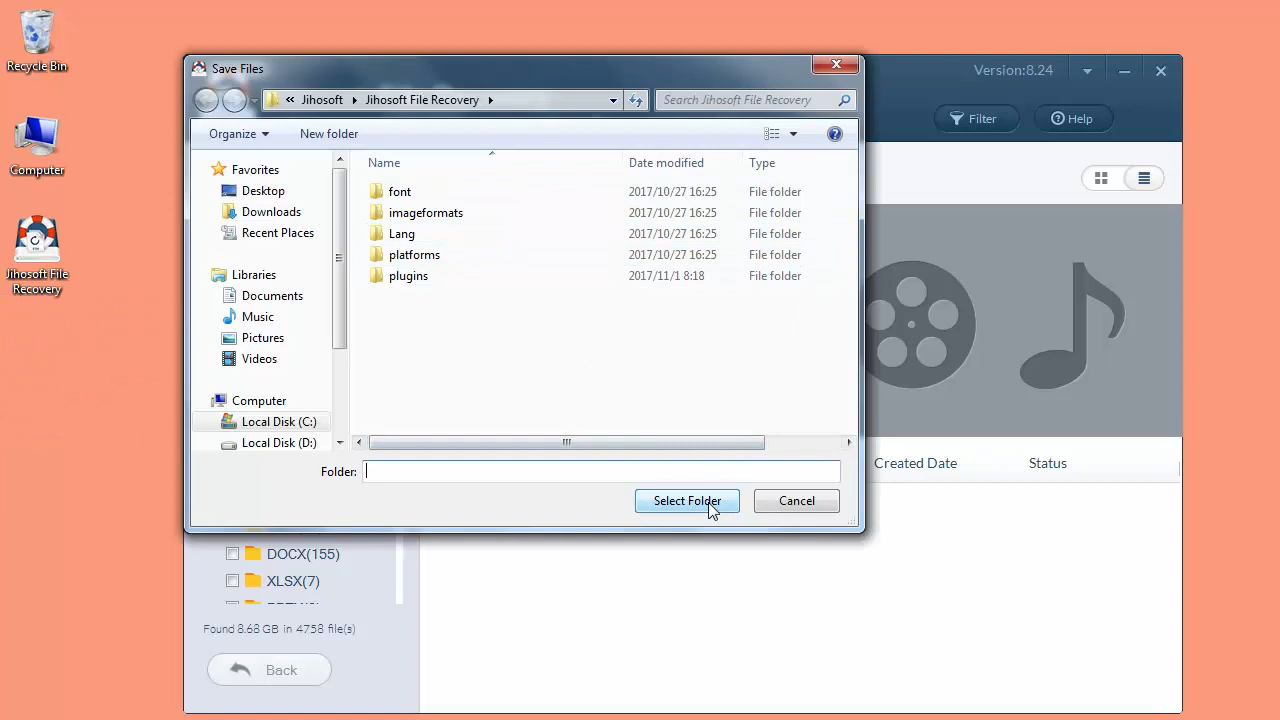 Recycle Bin
Computer
Jihosoft File
Recovery
Save Files
« Jihosoft Jihosoft File Recovery
Search Jihosoft File Recovery
Organize
New folder
Favorites
Desktop
Downloads
Recent Places
Libraries
Documents
Music
Pictures
Videos
Computer
Local Disk (C:)
Local Disk (D:)
Name Date modified Type
font 2017/10/27 16:25 File folder
imageformats 2017/10/27 16:25 File folder
Lang 2017/10/27 16:25 File folder
platforms 2017/10/27 16:25 File folder
plugins 2017/11/1 8:18 File folder
Folder:
Select Folder
Cancel
Version:8.24
Filter
Help
Created Date Status
DOCX(155)
XLSX(7)
Found 8.68 GB in 4758 file(s)
Back